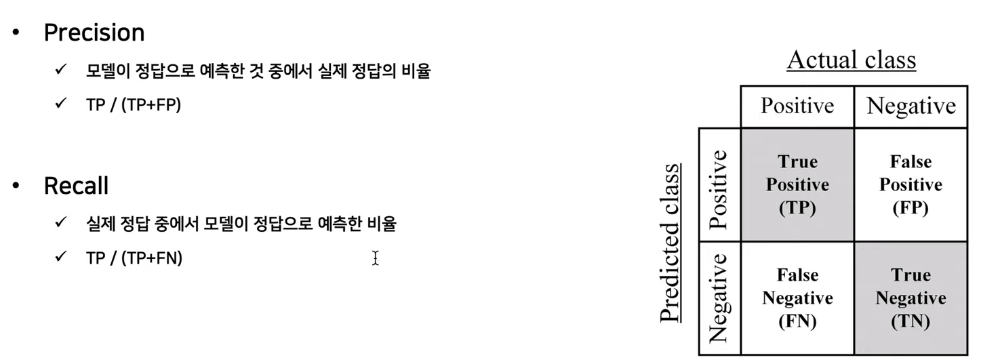 • Precision
✓ 모델이 정답으로 예측한 것 중에서 실제 정답의 비율
✓ TP / (TP+FP)
• Recall
✓ 실제 정답 중에서 모델이 정답으로 예측한 비율
✓ TP / (TP+FN)
Actual class
Positive Negative
Predicted class
Positive
True
Positive
(TP)
False
Positive
(FP)
Negative
False
Negative
(FN)
True
Negative
(TN)